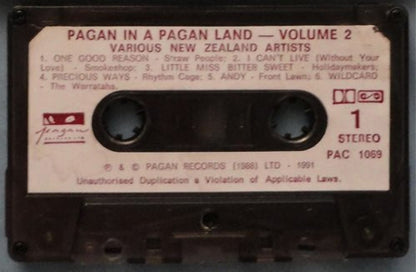 PAGAN IN A PAGAN LAND — VOLUME 2
VARIOUS NEW ZEALAND ARTISTS
1. ONE GOOD REASON - Straw People; 2. I CAN'T LIVE (Without Your
Love) - Smokeshop; 3. LITTLE MISS BITTER SWEET - Holidaymakers;
4. PRECIOUS WAYS - Rhythm Cage; 5. ANDY - Front Lawn; 6. WILDCARD
- The Warratahs.
pagan
1
STEREO
PAC 1069
℗ & © PAGAN RECORDS (1988) LTD - 1991
Unauthorised Duplication a Violation of Applicable Laws.